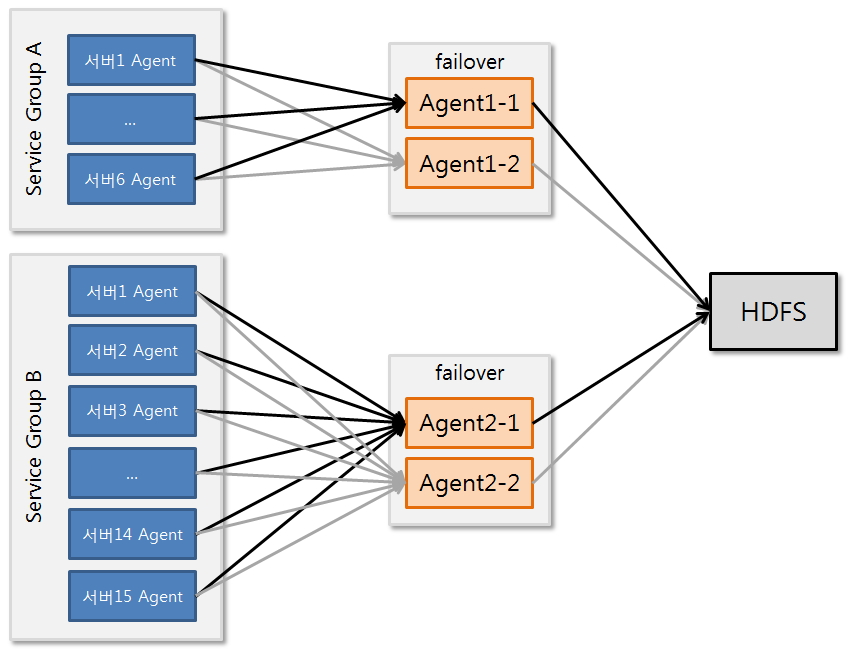 Service Group A
서버1 Agent
...
서버6 Agent
failover
Agent1-1
Agent1-2
Service Group B
서버1 Agent
서버2 Agent
서버3 Agent
...
서버14 Agent
서버15 Agent
failover
Agent2-1
Agent2-2
HDFS